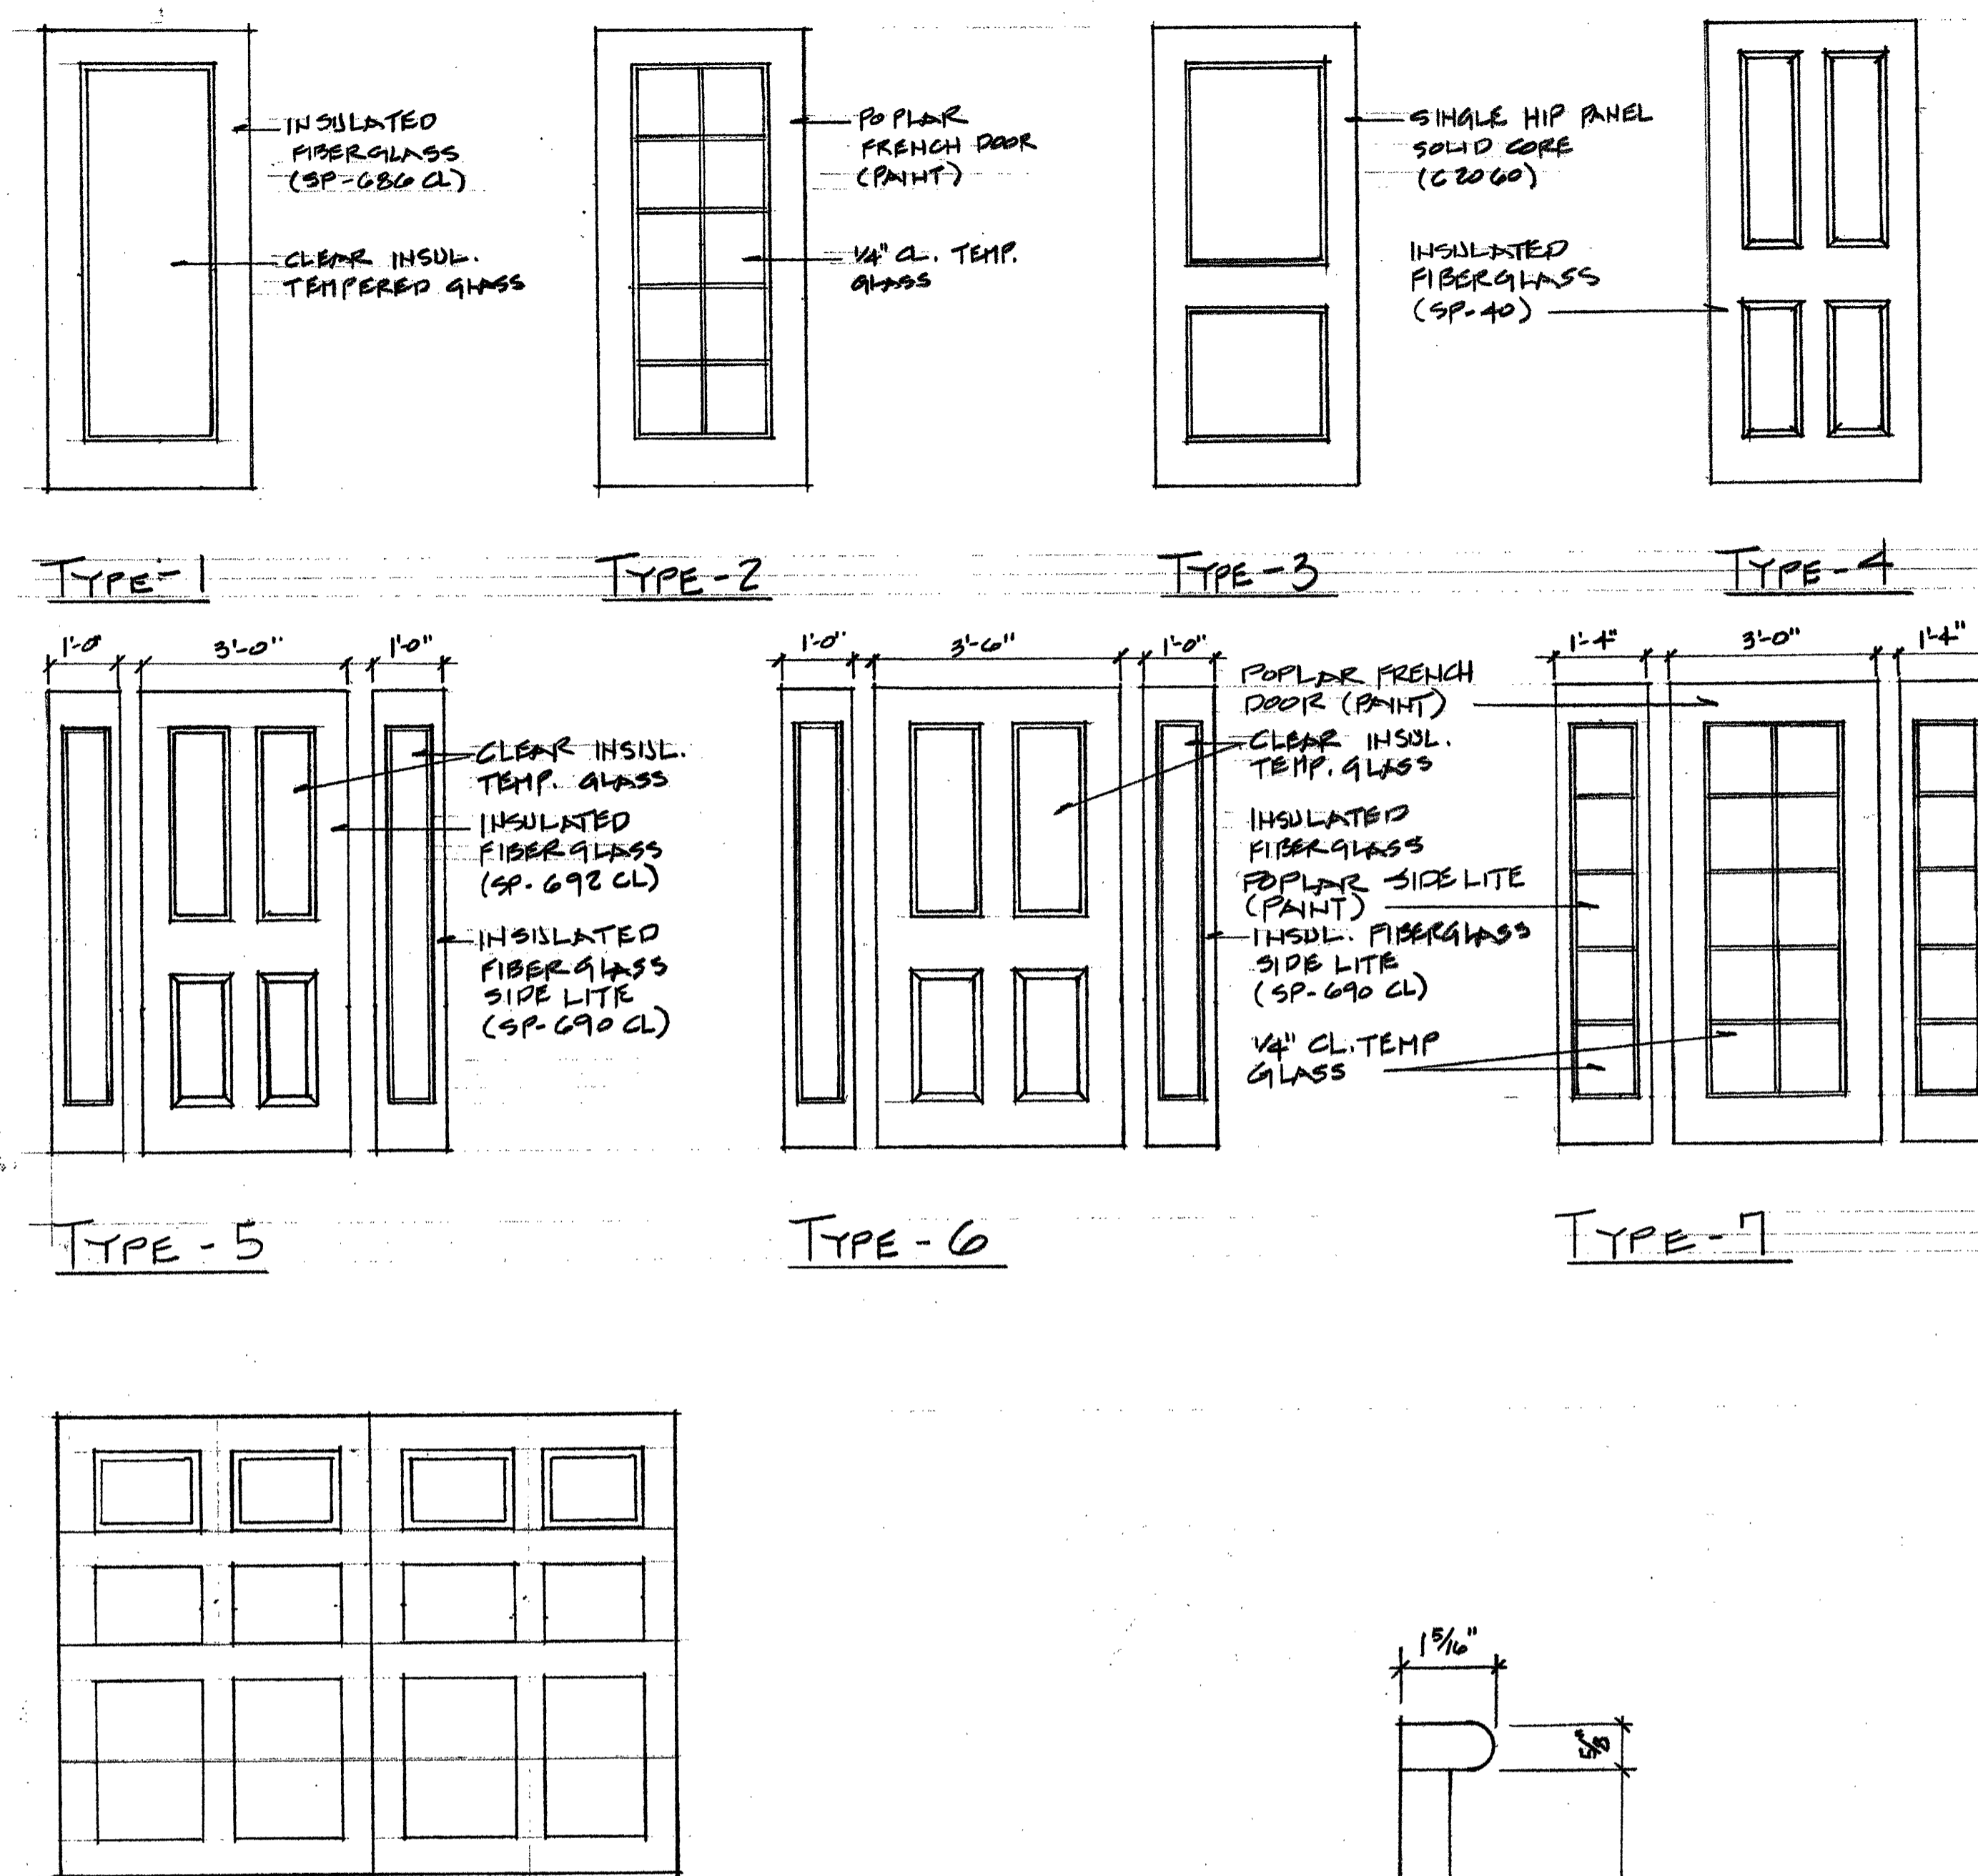 INSULATED
FIBERGLASS
(SP-686 CL)
CLEAR INSUL.
TEMPERED GLASS
POPLAR
FRENCH DOOR
(PAINT)
1/4" CL. TEMP.
GLASS
SINGLE HIP PANEL
SOLID CORE
(C2060)
INSULATED
FIBERGLASS
(SP-40)
TYPE-1
TYPE-2
TYPE-3
TYPE-4
1'-0"
3'-0"
1'-0"
CLEAR INSUL.
TEMP. GLASS
INSULATED
FIBERGLASS
(SP-692 CL)
INSULATED
FIBERGLASS
SIDE LITE
(SP-690 CL)
1'-0"
3'-6"
1'-0"
POPLAR FRENCH
DOOR (PAINT)
CLEAR INSUL.
TEMP. GLASS
INSULATED
FIBERGLASS
POPLAR SIDE LITE
(PAINT)
INSUL. FIBERGLASS
SIDE LITE
(SP-690 CL)
1/4" CL. TEMP
GLASS
1'-4"
3'-0"
1'-4"
TYPE-5
TYPE-6
TYPE-7
1 5/16"
5/8"